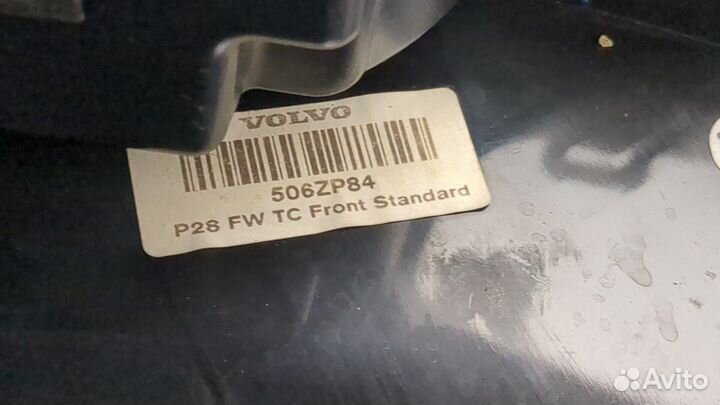 VOLVO
506ZP84
P28 FW TC Front Standard
Avito